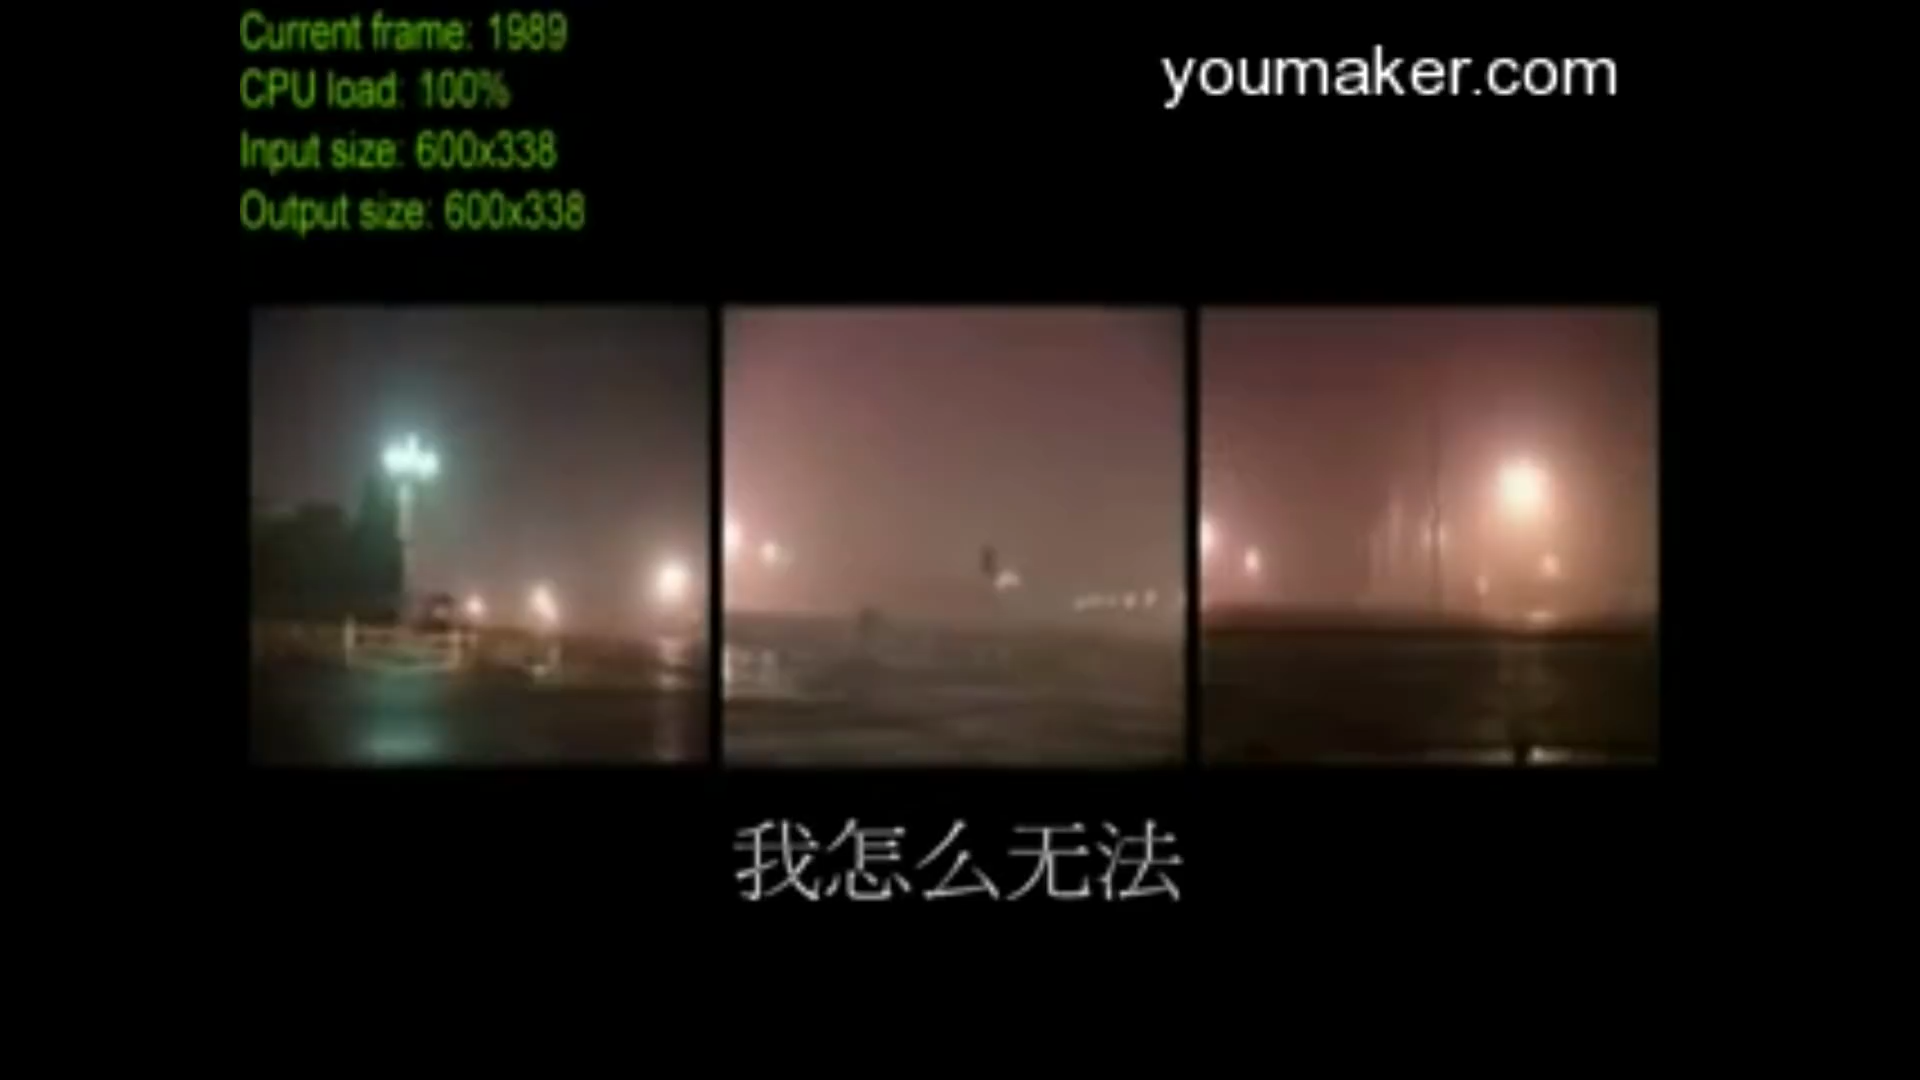 Current frame: 1989
CPU load: 100%
Input size: 600x338
Output size: 600x338
youmaker.com
我怎么无法